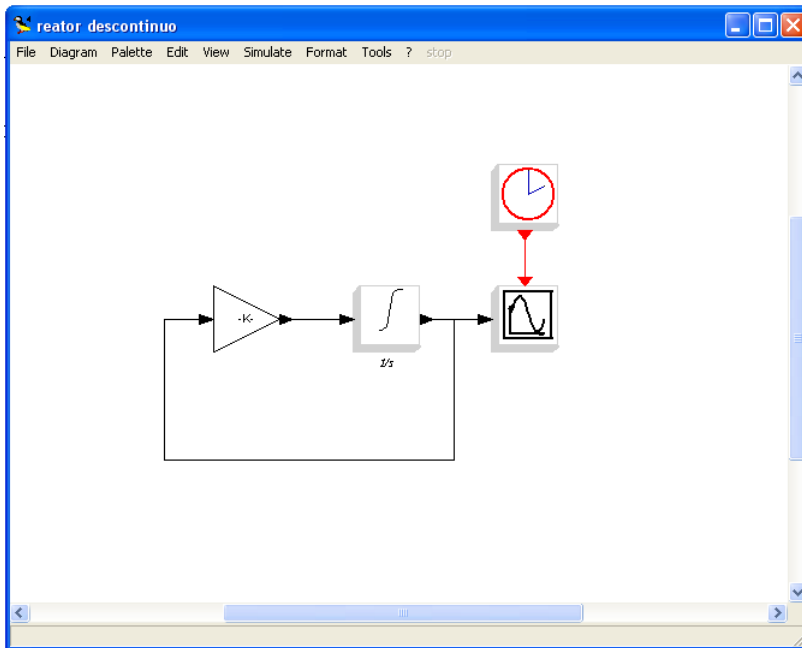 reator descontinuo
File Diagram Palette Edit View Simulate Format Tools ? stop
-K-
1/s